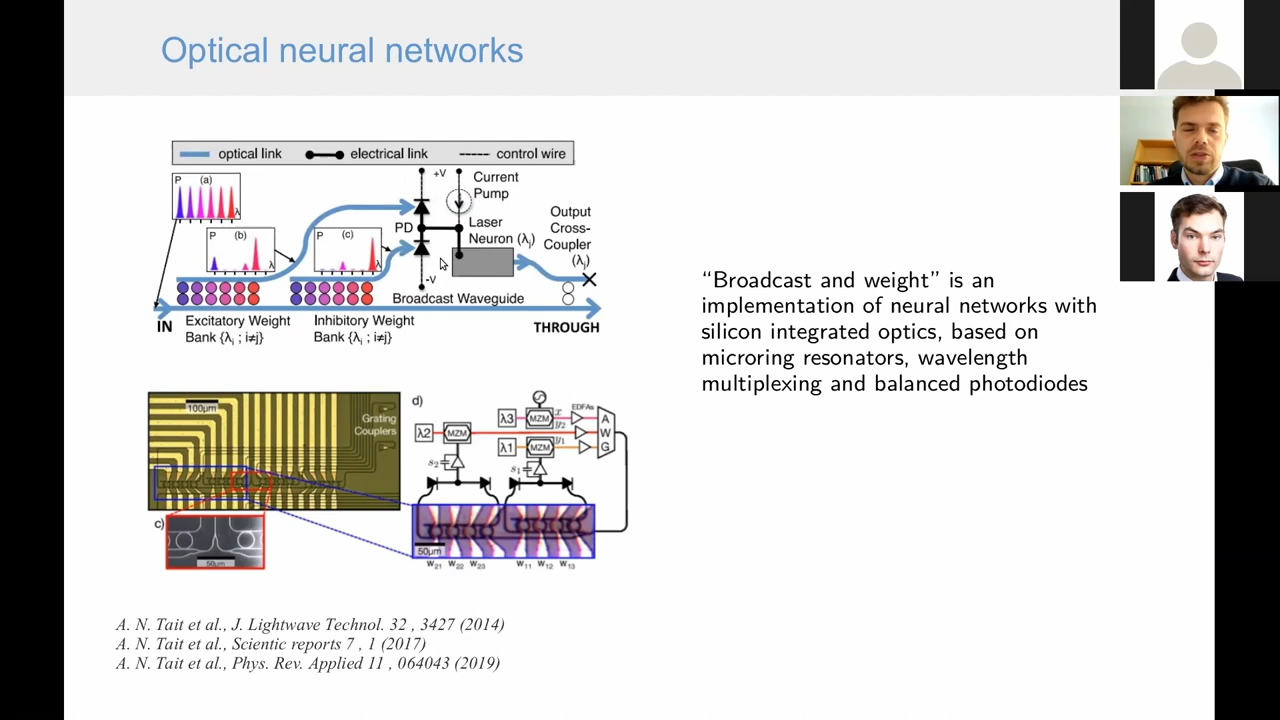 Optical neural networks
optical link
electrical link
control wire
P (a)
λ
P (b)
λ
P (c)
λ
+V
Current
Pump
PD
Laser
Neuron (λj)
Output
Cross-
Coupler
(λj)
-V
Broadcast Waveguide
IN
Excitatory Weight
Bank {λi ; i≠j}
Inhibitory Weight
Bank {λi ; i≠j}
THROUGH
“Broadcast and weight” is an
implementation of neural networks with
silicon integrated optics, based on
microring resonators, wavelength
multiplexing and balanced photodiodes
100µm
Grating
Couplers
c)
50µm
d)
λ3
MZM
x
EDFAs
A
W
G
y2
λ2
MZM
λ1
MZM
y1
s2
s1
50µm
w21 w22 w23 w11 w12 w13
A. N. Tait et al., J. Lightwave Technol. 32 , 3427 (2014)
A. N. Tait et al., Scientic reports 7 , 1 (2017)
A. N. Tait et al., Phys. Rev. Applied 11 , 064043 (2019)